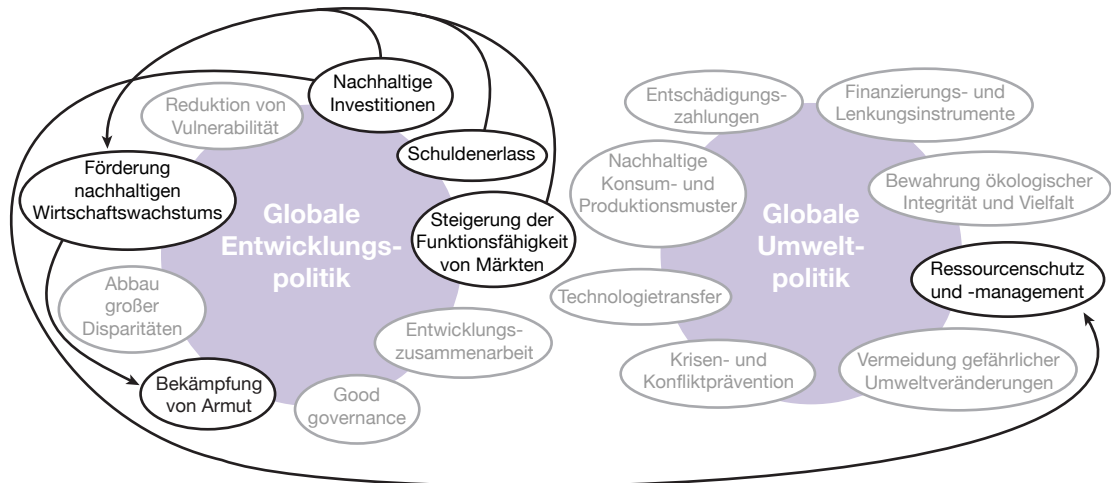 Nachhaltige
Investitionen
Reduktion von
Vulnerabilität
Schuldenerlass
Förderung
nachhaltigen
Wirtschaftswachstums
Globale
Entwicklungs-
politik
Steigerung der
Funktionsfähigkeit
von Märkten
Abbau
großer
Disparitäten
Entwicklungs-
zusammenarbeit
Bekämpfung
von Armut
Good
governance
Entschädigungs-
zahlungen
Finanzierungs- und
Lenkungsinstrumente
Nachhaltige
Konsum- und
Produktionsmuster
Bewahrung ökologischer
Integrität und Vielfalt
Globale
Umwelt-
politik
Ressourcenschutz
und -management
Technologietransfer
Krisen- und
Konfliktprävention
Vermeidung gefährlicher
Umweltveränderungen